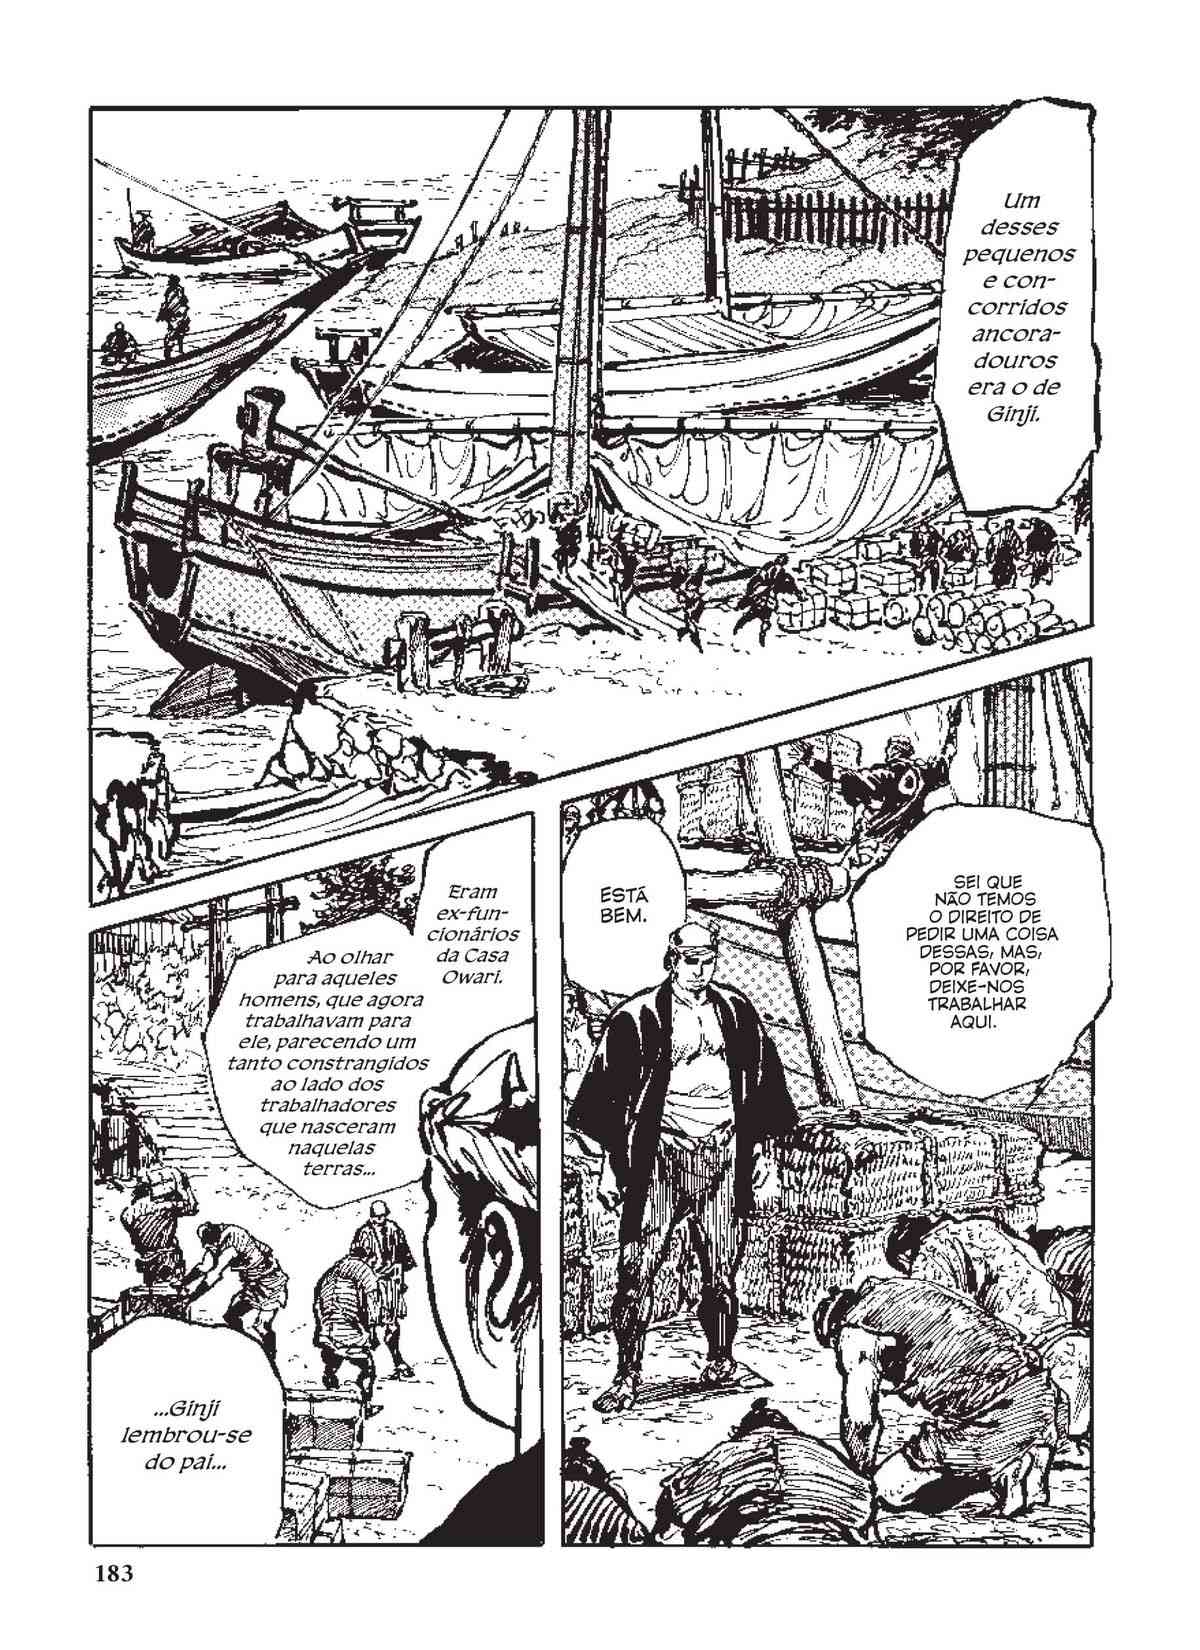 Um
desses
pequenos
e con-
corridos
ancora-
douros
era o de
Ginji.
SEI QUE
NÃO TEMOS
O DIREITO DE
PEDIR UMA COISA
DESSAS, MAS,
POR FAVOR,
DEIXE-NOS
TRABALHAR
AQUI.
ESTÁ
BEM.
Eram
ex-fun-
cionários
da Casa
Owari.
Ao olhar
para aqueles
homens, que agora
trabalhavam para
ele, parecendo um
tanto constrangidos
ao lado dos
trabalhadores
que nasceram
naquelas
terras...
...Ginji
lembrou-se
do pai...
183